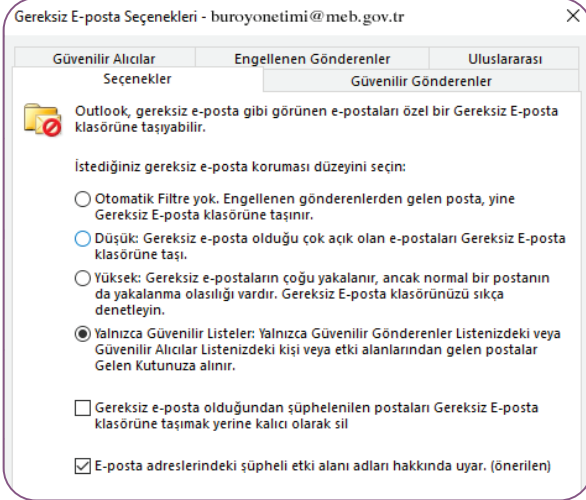 Gereksiz E-posta Seçenekleri - buroyonetimi@meb.gov.tr
Güvenilir Alıcılar Engellenen Gönderenler Uluslararası
Seçenekler Güvenilir Gönderenler
Outlook, gereksiz e-posta gibi görünen e-postaları özel bir Gereksiz E-posta
klasörüne taşıyabilir.
İstediğiniz gereksiz e-posta koruması düzeyini seçin:
Otomatik Filtre yok. Engellenen gönderenlerden gelen posta, yine
Gereksiz E-posta klasörüne taşınır.
Düşük: Gereksiz e-posta olduğu çok açık olan e-postaları Gereksiz E-posta
klasörüne taşı.
Yüksek: Gereksiz e-postaların çoğu yakalanır, ancak normal bir postanın
da yakalanma olasılığı vardır. Gereksiz E-posta klasörünüzü sıkça
denetleyin.
Yalnızca Güvenilir Listeler: Yalnızca Güvenilir Gönderenler Listenizdeki veya
Güvenilir Alıcılar Listenizdeki kişi veya etki alanlarından gelen postalar
Gelen Kutunuza alınır.
Gereksiz e-posta olduğundan şüphelenilen postaları Gereksiz E-posta
klasörüne taşımak yerine kalıcı olarak sil
E-posta adreslerindeki şüpheli etki alanı adları hakkında uyar. (önerilen)